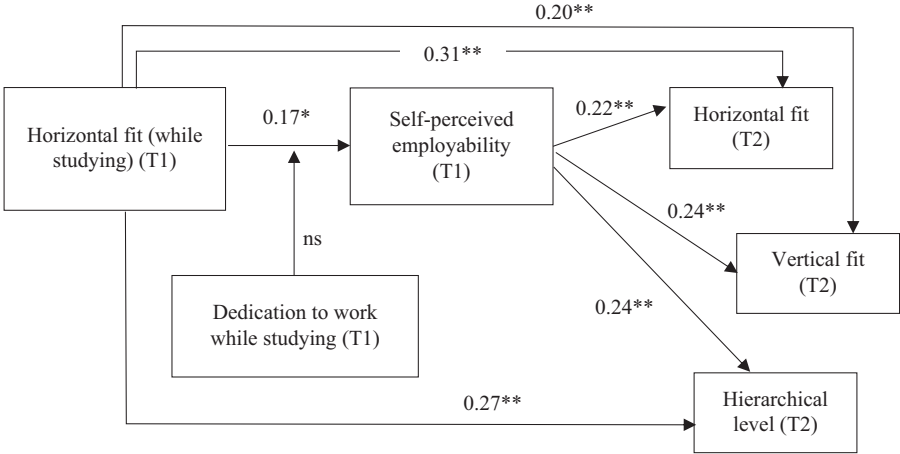 0.20**
0.31**
Horizontal fit (while
studying) (T1)
0.17*
Self-perceived
employability
(T1)
0.22**
Horizontal fit
(T2)
0.24**
Vertical fit
(T2)
ns
Dedication to work
while studying (T1)
0.24**
0.27**
Hierarchical
level (T2)